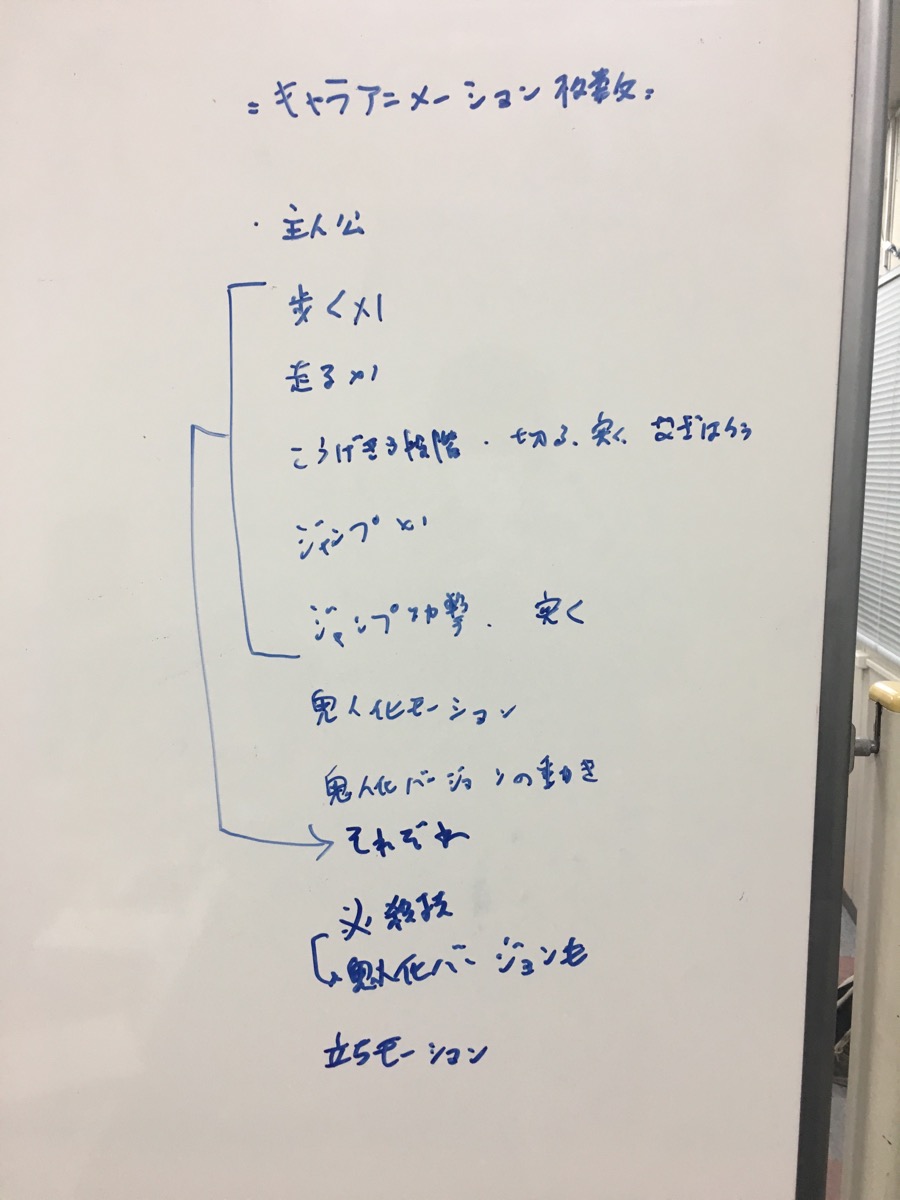 =キャラアニメーション枚数=
・主人公
歩く×1
走る×1
こうげき3段階・切る、突く、なぎはらう
ジャンプ×1
ジャンプ攻撃・突く
鬼人化モーション
鬼人化バージョンの動き
それぞれ
必殺技
鬼人化バージョンも
立ちモーション